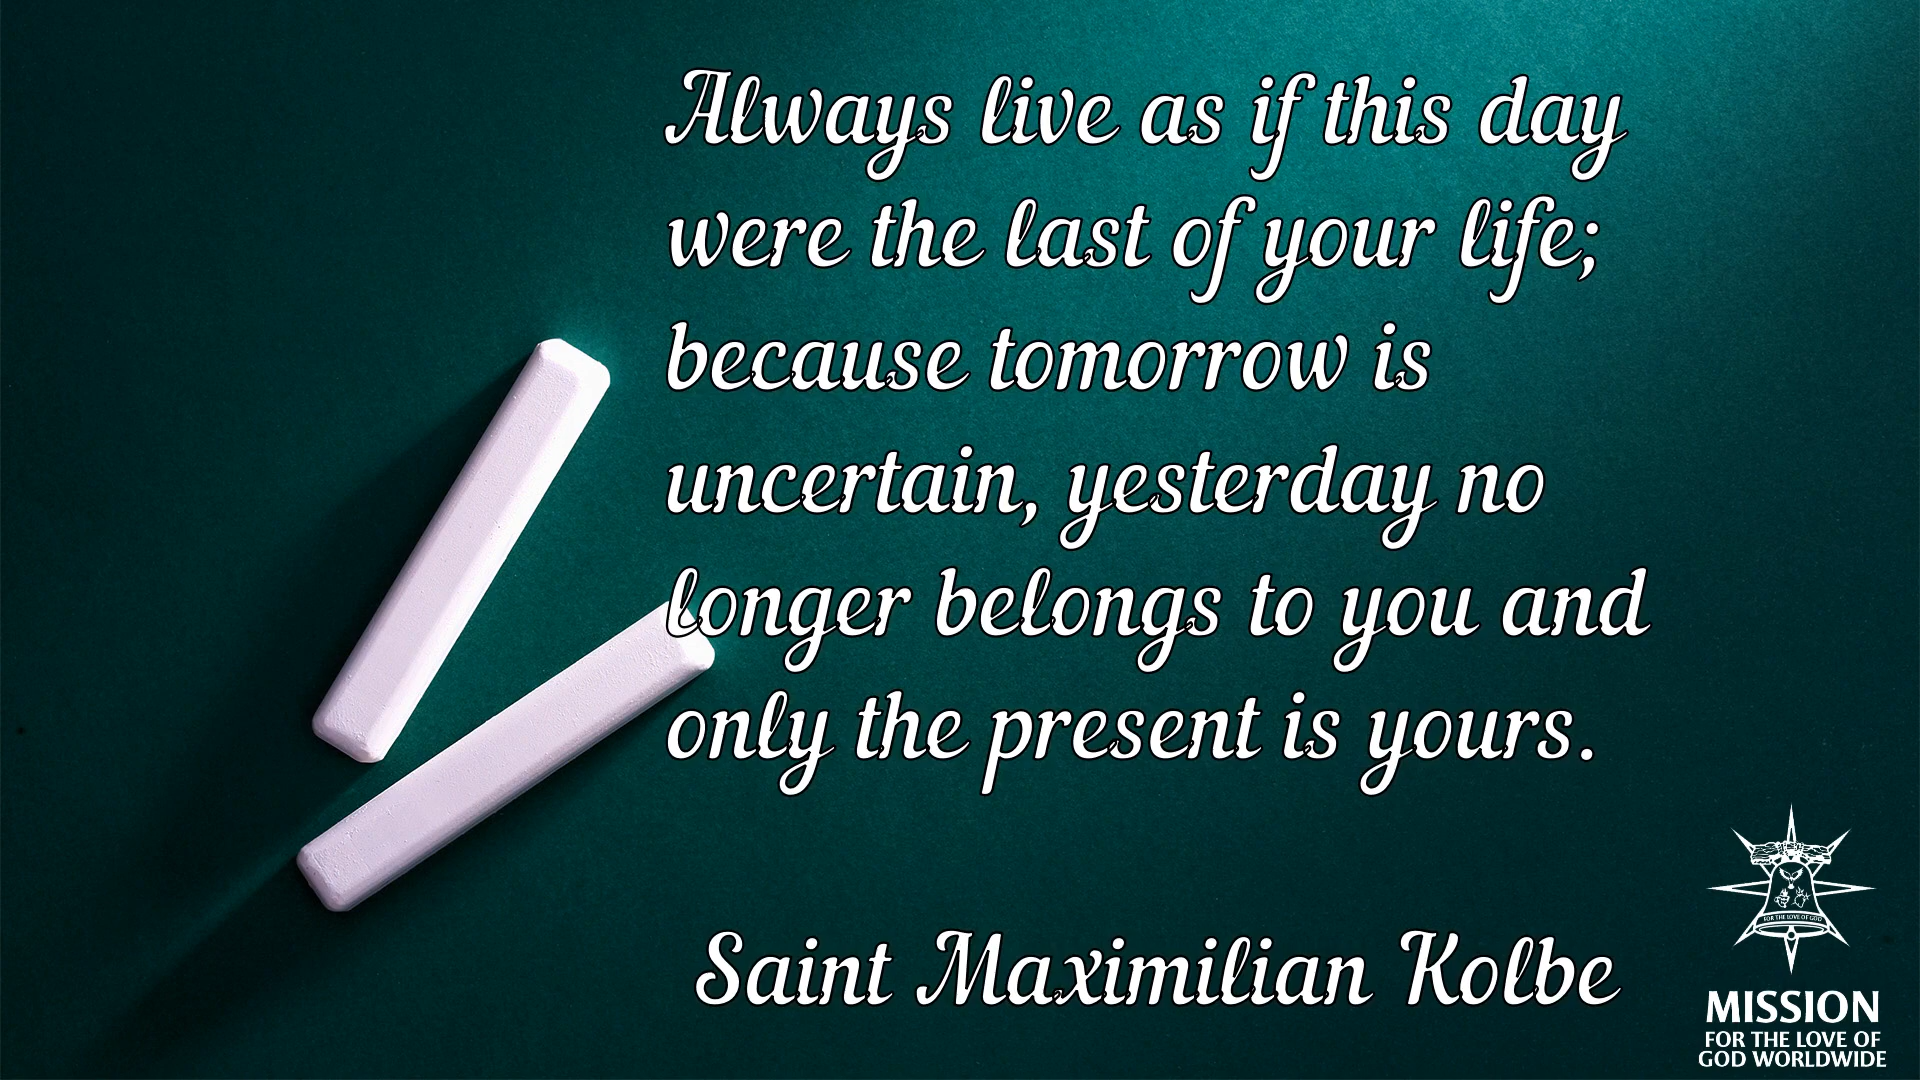 Always live as if this day
were the last of your life;
because tomorrow is
uncertain, yesterday no
longer belongs to you and
only the present is yours.
Saint Maximilian Kolbe
FOR THE LOVE OF GOD
MISSION
FOR THE LOVE OF
GOD WORLDWIDE